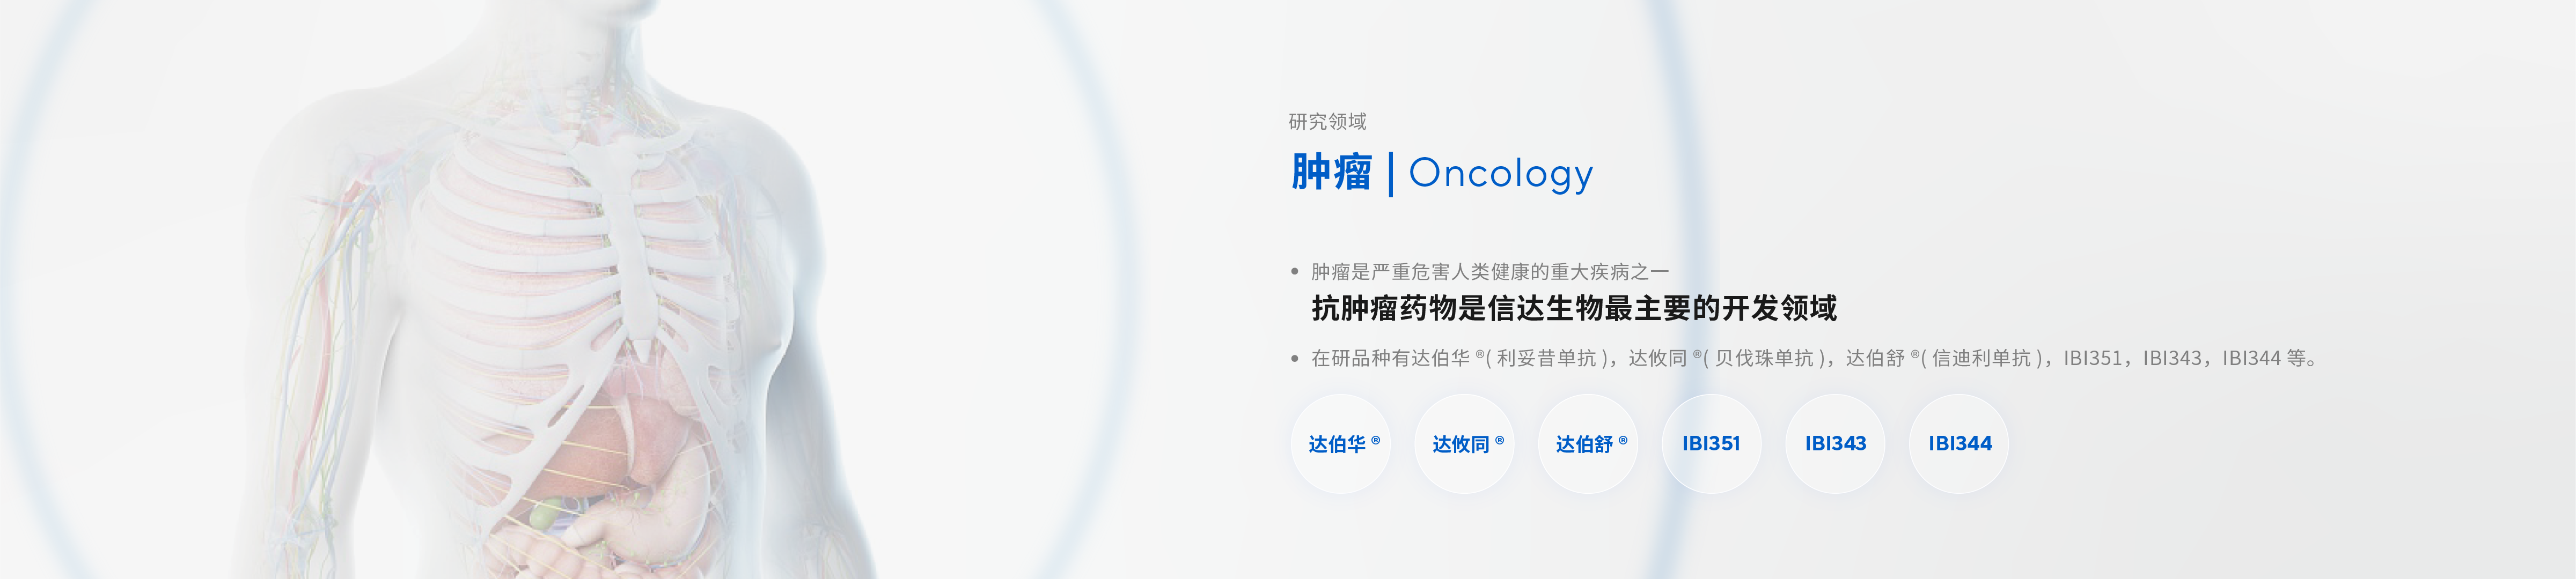 研究领域
肿瘤 | Oncology
• 肿瘤是严重危害人类健康的重大疾病之一
抗肿瘤药物是信达生物最主要的开发领域
• 在研品种有达伯华 ®( 利妥昔单抗 )，达攸同 ®( 贝伐珠单抗 )，达伯舒 ®( 信迪利单抗 )，IBI351，IBI343，IBI344 等。
达伯华 ® 达攸同 ® 达伯舒 ® IBI351 IBI343 IBI344